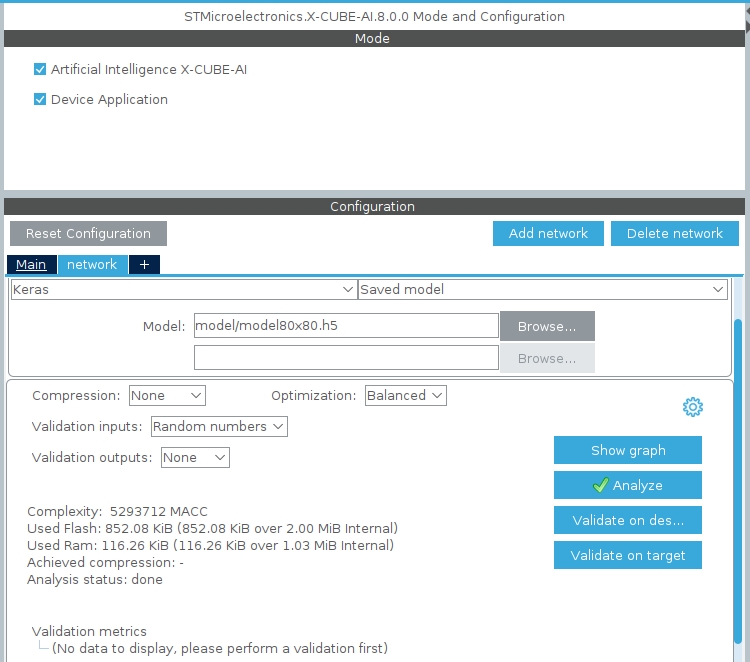 STMicroelectronics.X-CUBE-AI.8.0.0 Mode and Configuration
Mode
Artificial Intelligence X-CUBE-AI
Device Application
Configuration
Reset Configuration Add network Delete network
Main network +
Keras Saved model
Model: model/model80x80.h5 Browse...
Browse...
Compression: None Optimization: Balanced
Validation inputs: Random numbers
Validation outputs: None
Show graph
Analyze
Validate on des...
Validate on target
Complexity: 5293712 MACC
Used Flash: 852.08 KiB (852.08 KiB over 2.00 MiB Internal)
Used Ram: 116.26 KiB (116.26 KiB over 1.03 MiB Internal)
Achieved compression: -
Analysis status: done
Validation metrics
(No data to display, please perform a validation first)